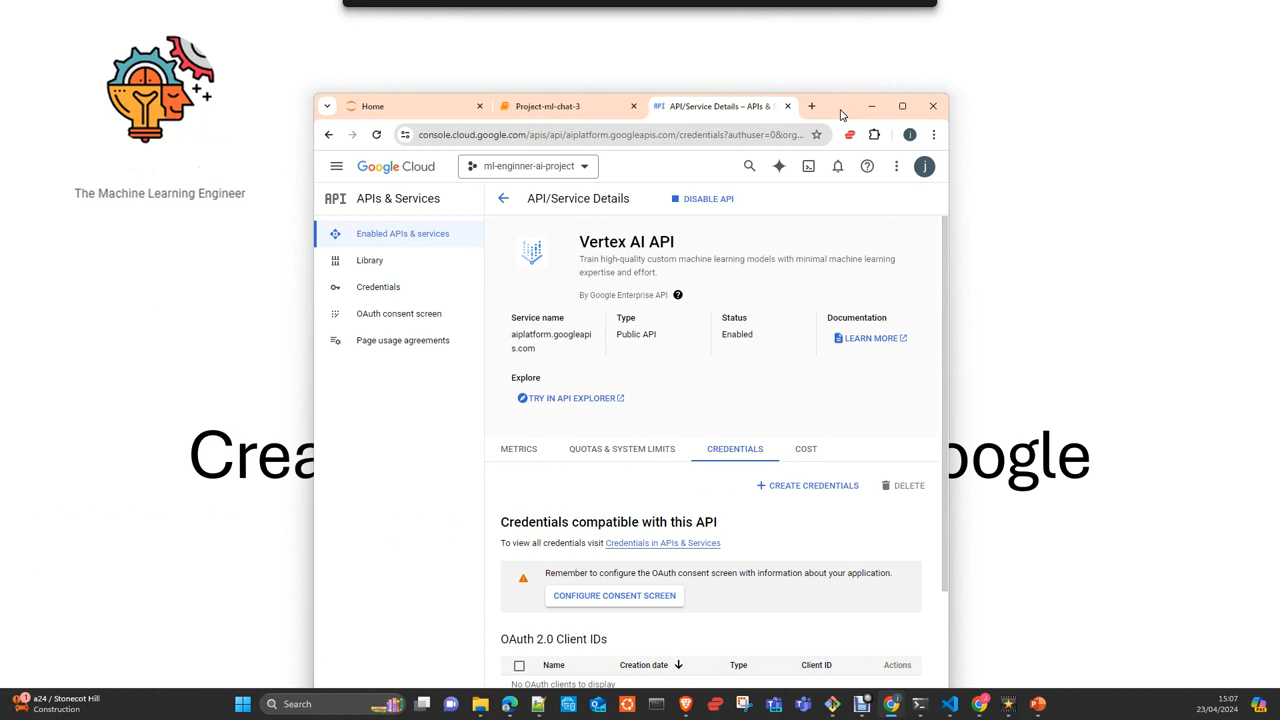 The Machine Learning Engineer
Crea
oogle
Home
Project-ml-chat-3
API
API/Service Details – APIs &
console.cloud.google.com/apis/api/aiplatform.googleapis.com/credentials?authuser=0&org...
j
Google Cloud
ml-enginner-ai-project
j
API APIs & Services
Enabled APIs & services
Library
Credentials
OAuth consent screen
Page usage agreements
API/Service Details
DISABLE API
Vertex AI API
Train high-quality custom machine learning models with minimal machine learning
expertise and effort.
By Google Enterprise API
Service name
aiplatform.googleapi
s.com
Type
Public API
Status
Enabled
Documentation
LEARN MORE
Explore
TRY IN API EXPLORER
METRICS
QUOTAS & SYSTEM LIMITS
CREDENTIALS
COST
+ CREATE CREDENTIALS
DELETE
Credentials compatible with this API
To view all credentials visit Credentials in APIs & Services
Remember to configure the OAuth consent screen with information about your application.
CONFIGURE CONSENT SCREEN
OAuth 2.0 Client IDs
Name
Creation date
Type
Client ID
Actions
No OAuth clients to display
1
a24 / Stonecot Hill
Construction
Search
15:07
23/04/2024